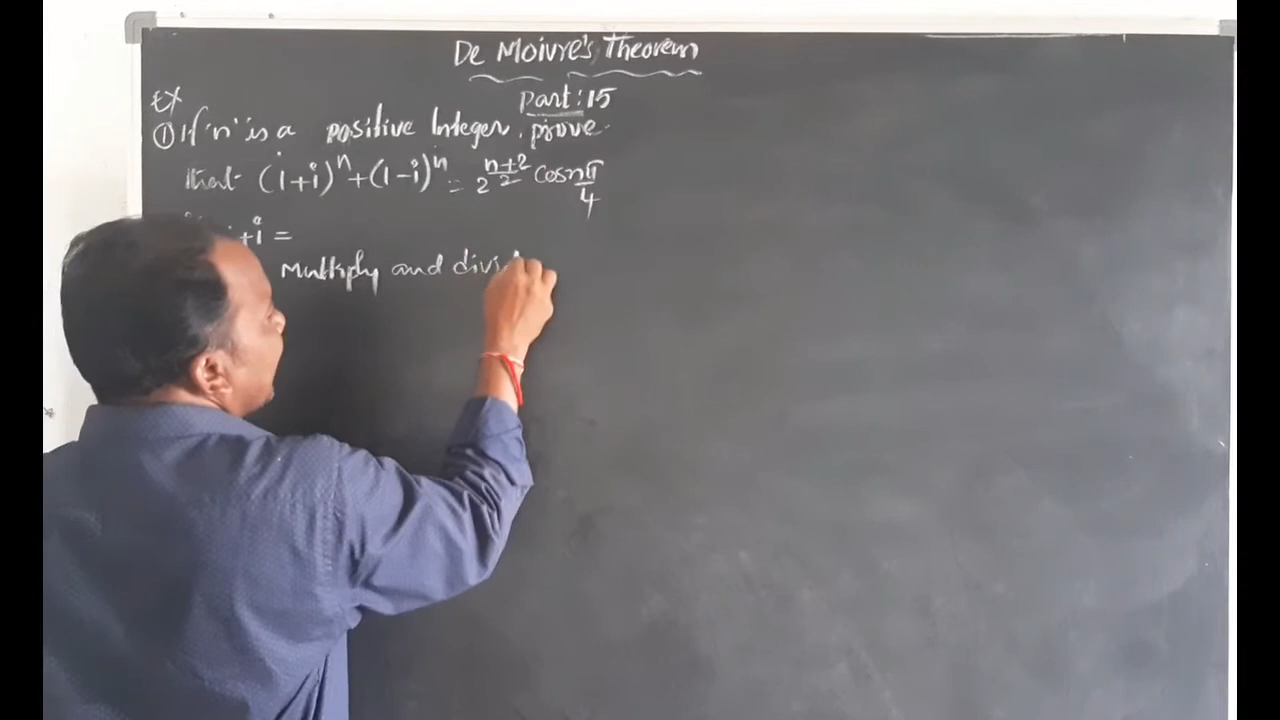 De Moivre's Theorem
Part: 15
Ex
① If 'n' is a positive Integer, prove
that (1+i)ⁿ + (1-i)ⁿ = 2^((n+2)/2) cos nπ/4
+i =
Multiply and divid